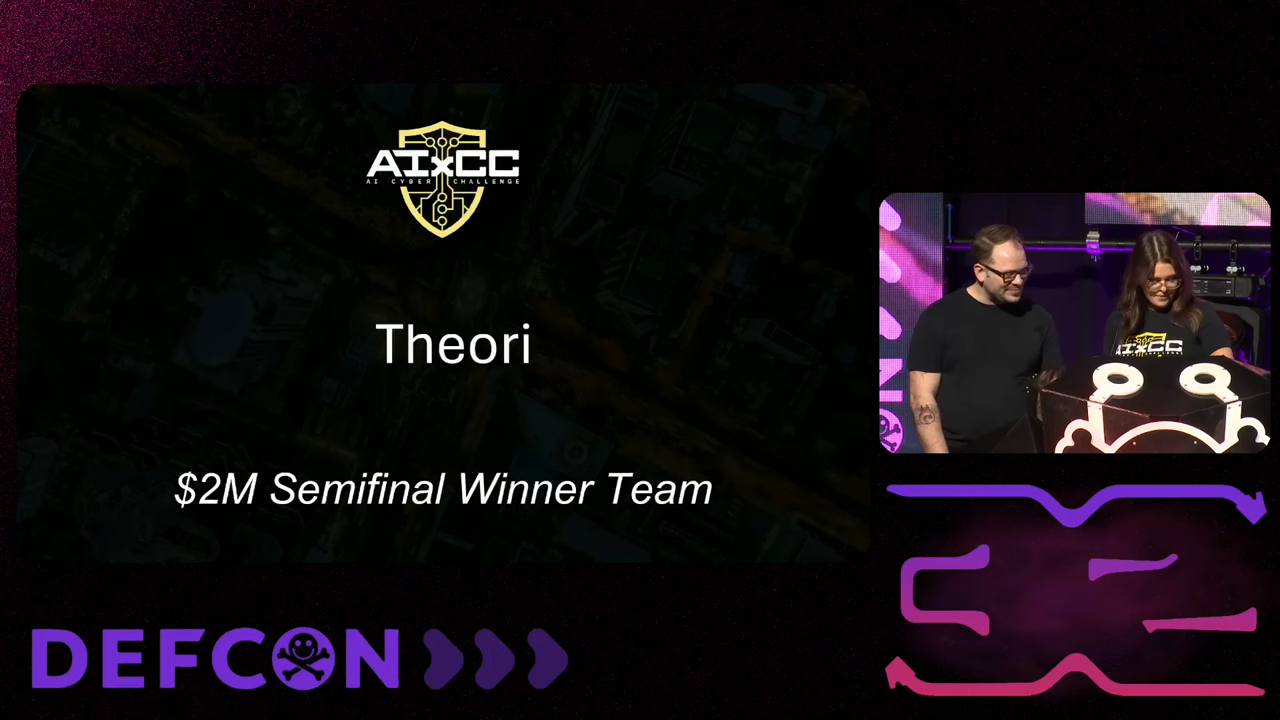 AIxCC
AI CYBER CHALLENGE
Theori
$2M Semifinal Winner Team
AIxCC
DEFCON